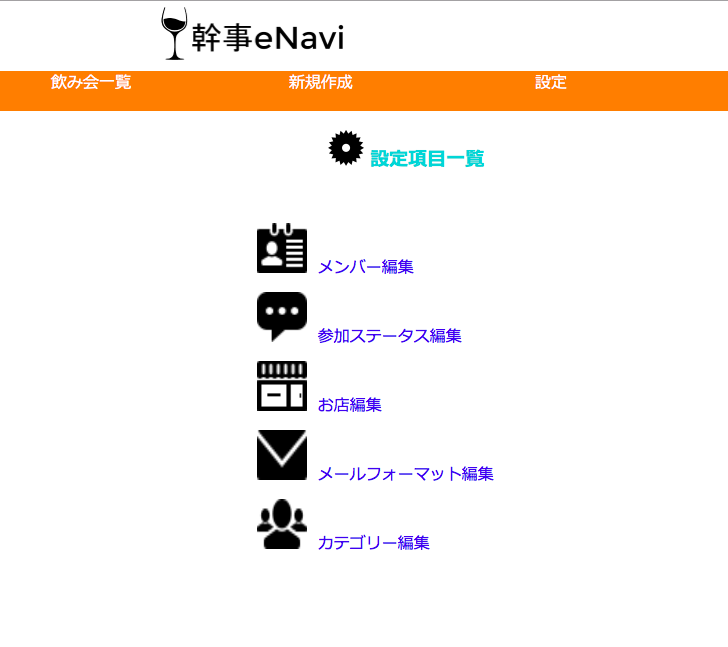 幹事eNavi
飲み会一覧 新規作成 設定
設定項目一覧
メンバー編集
参加ステータス編集
お店編集
メールフォーマット編集
カテゴリー編集